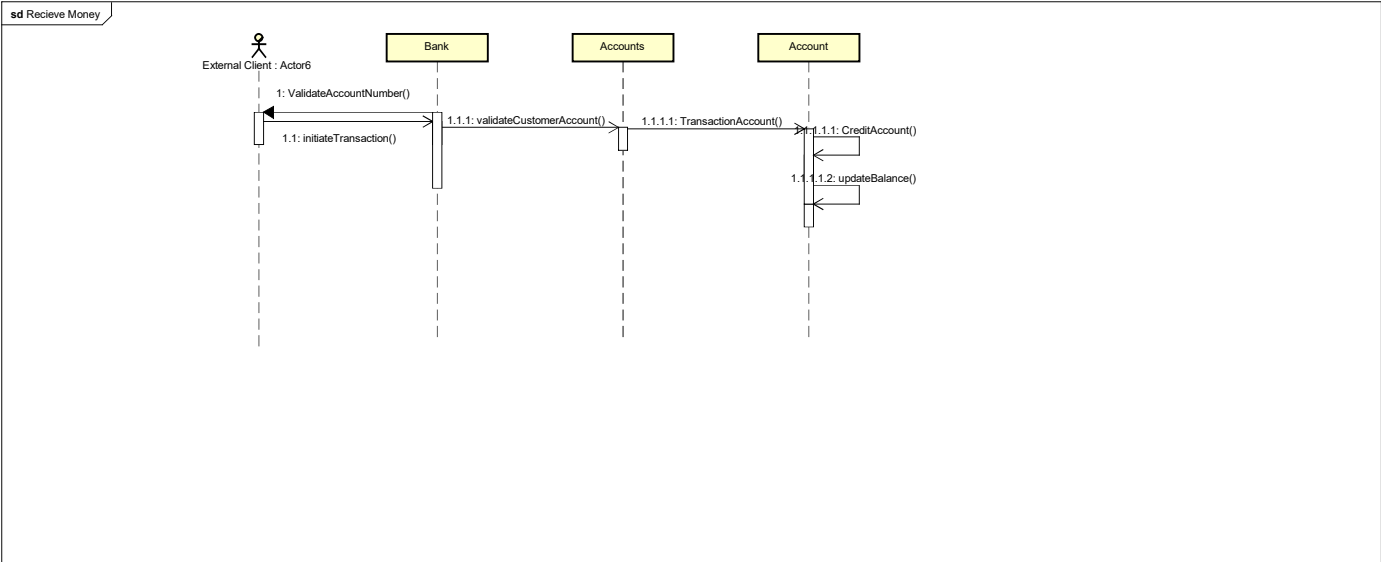 sd Recieve Money
Bank
Accounts
Account
External Client : Actor6
1: ValidateAccountNumber()
1.1: initiateTransaction()
1.1.1: validateCustomerAccount()
1.1.1.1: TransactionAccount()
1.1.1.1.1: CreditAccount()
1.1.1.1.2: updateBalance()